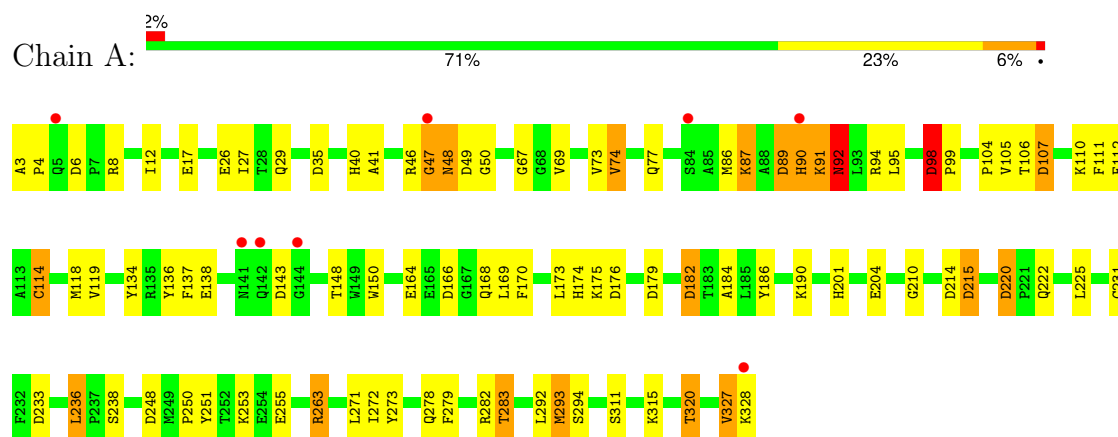 2%
Chain A:
71% 23% 6% •
A3 P4 Q5 D6 P7 R8 I12 E17 E26 I27 T28 Q29 D35 H40 A41 R46 G47 N48 D49 G50 G67 G68 V69 V73 V74 Q77 S84 A85 M86 K87 A88 D89 H90 K91 N92 L93 R94 L95 D98 P99 P104 V105 T106 D107 K110 F111
A113 C114 M118 V119 Y134 R135 Y136 F137 E138 N141 Q142 D143 G144 T148 W149 W150 E164 E165 D166 G167 Q168 L169 F170 L173 H174 K175 D176 D179 D182 T183 A184 L185 Y186 K190 H201 E204 G210 D214 D215 D220 P221 Q222 L225
F232 D233 L236 P237 S238 D248 M249 P250 Y251 T252 K253 E254 E255 R263 L271 I272 Y273 Q278 F279 R282 T283 L292 M293 S294 S311 K315 T320 V327 K328